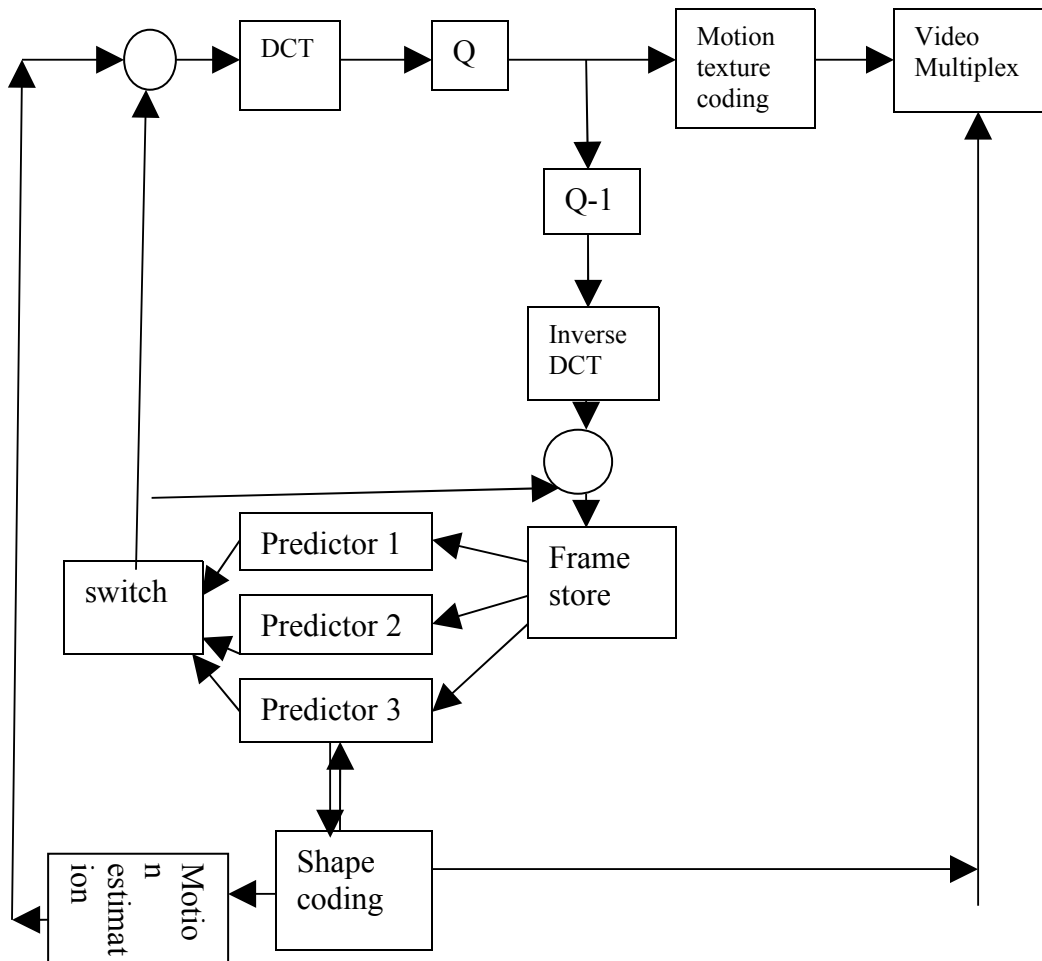 DCT
Q
Motion
texture
coding
Video
Multiplex
Q-1
Inverse
DCT
Predictor 1
Frame
store
switch
Predictor 2
Predictor 3
Shape
coding
Motio
n
estimat
ion